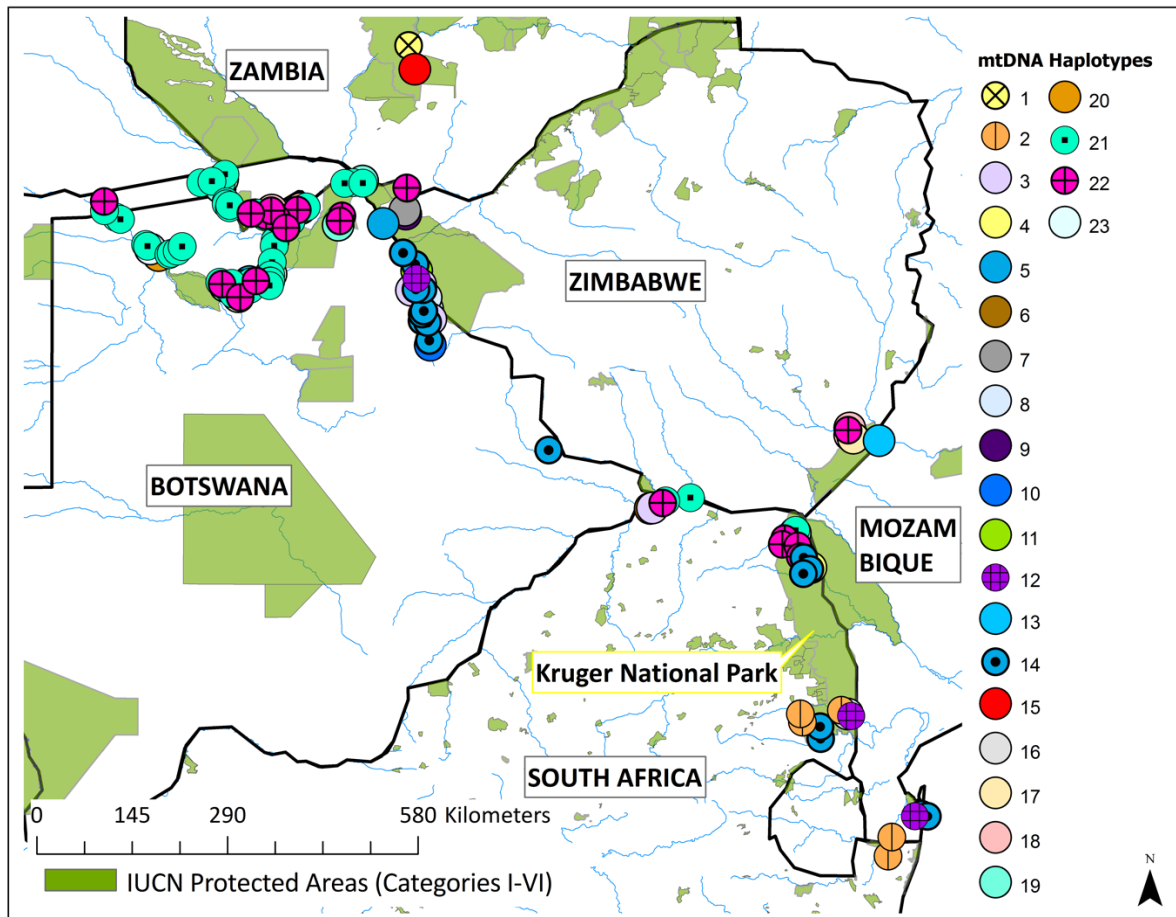 ZAMBIA
mtDNA Haplotypes
1 20
2 21
3 22
4 23
5
6
7
8
9
10
11
12
13
14
15
16
17
18
19
ZIMBABWE
BOTSWANA
MOZAM
BIQUE
Kruger National Park
SOUTH AFRICA
0 145 290 580 Kilometers
IUCN Protected Areas (Categories I-VI)
N